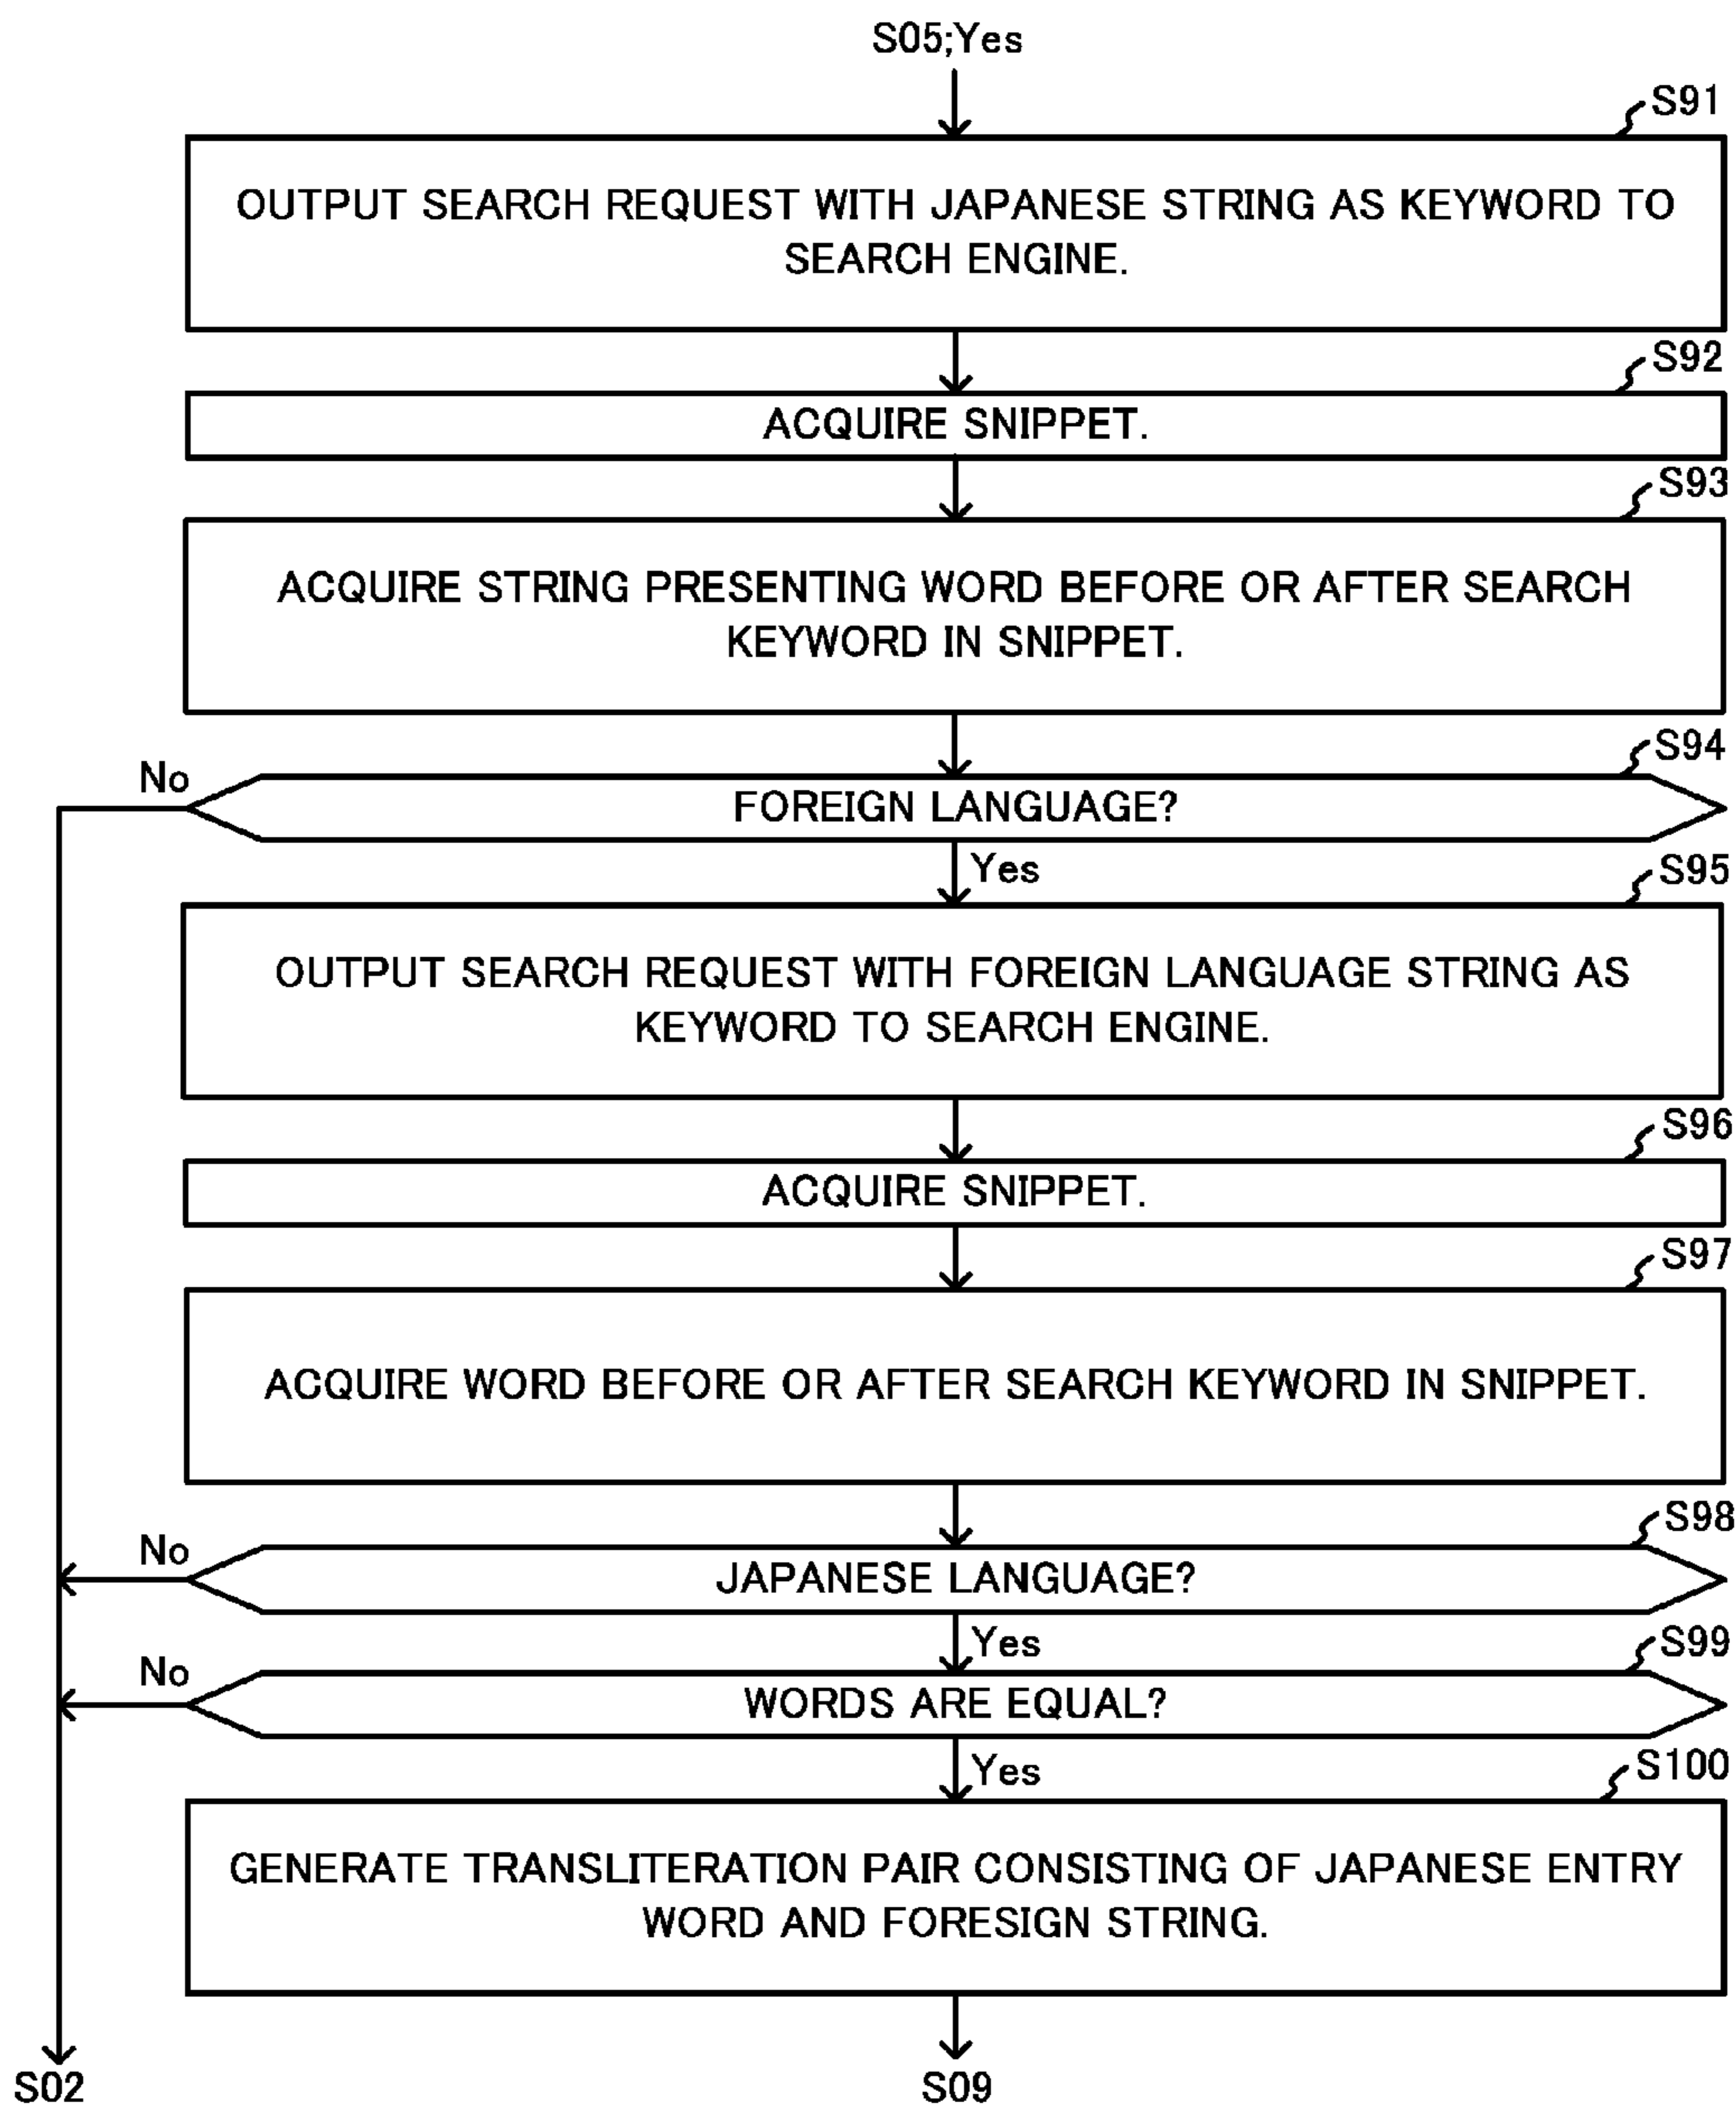 S05;Yes
S91
OUTPUT SEARCH REQUEST WITH JAPANESE STRING AS KEYWORD TO
SEARCH ENGINE.
S92
ACQUIRE SNIPPET.
S93
ACQUIRE STRING PRESENTING WORD BEFORE OR AFTER SEARCH
KEYWORD IN SNIPPET.
S94
No
FOREIGN LANGUAGE?
Yes
S95
OUTPUT SEARCH REQUEST WITH FOREIGN LANGUAGE STRING AS
KEYWORD TO SEARCH ENGINE.
S96
ACQUIRE SNIPPET.
S97
ACQUIRE WORD BEFORE OR AFTER SEARCH KEYWORD IN SNIPPET.
S98
No
JAPANESE LANGUAGE?
Yes
S99
No
WORDS ARE EQUAL?
Yes
S100
GENERATE TRANSLITERATION PAIR CONSISTING OF JAPANESE ENTRY
WORD AND FORESIGN STRING.
S02
S09